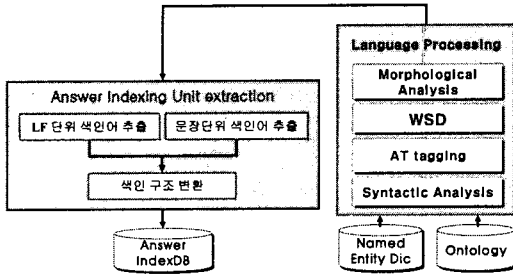 Language Processing
Morphological
Analysis
WSD
AT tagging
Syntactic Analysis
Answer Indexing Unit extraction
LF 단위 색인어 추출
문장단위 색인어 추출
색인 구조 변환
Answer
IndexDB
Named
Entity Dic
Ontology